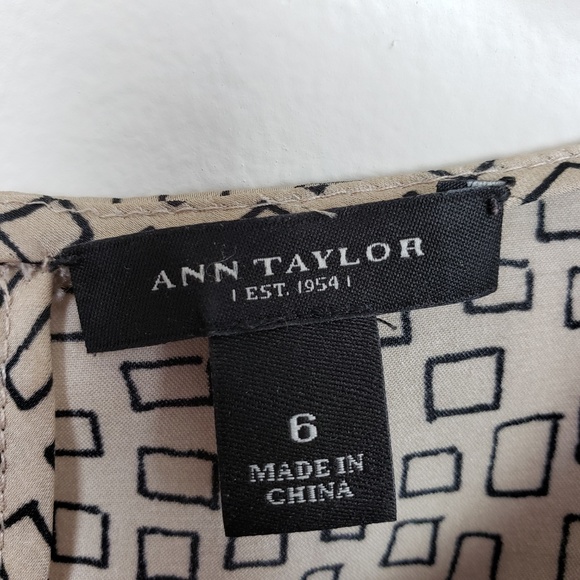 ANN TAYLOR
| EST. 1954 |
6
MADE IN
CHINA